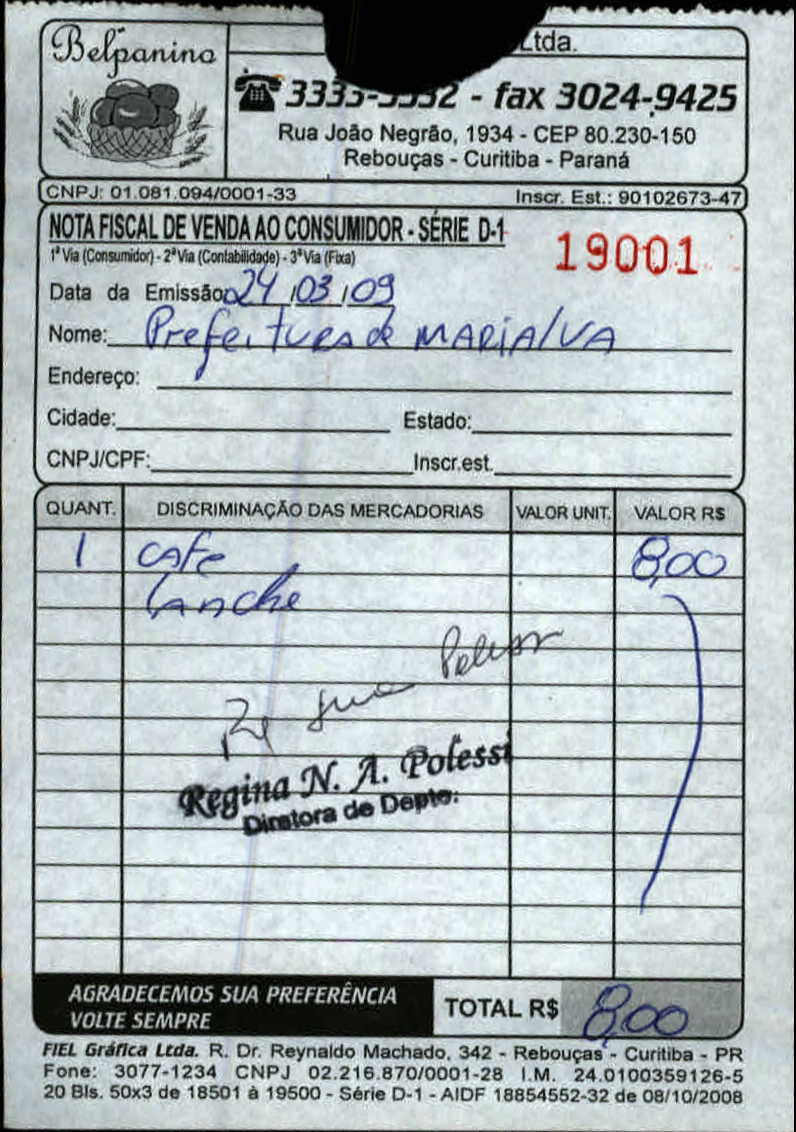 Belpanino
Ltda.
3333-3332 - fax 3024-9425
Rua João Negrão, 1934 - CEP 80.230-150
Rebouças - Curitiba - Paraná
CNPJ: 01.081.094/0001-33 Inscr. Est.: 90102673-47
NOTA FISCAL DE VENDA AO CONSUMIDOR - SÉRIE D-1
1ª Via (Consumidor) - 2ª Via (Contabilidade) - 3ª Via (Fixa)
19001
Data da Emissão 24 / 03 / 09
Nome: Prefeitura de MARIAlVA
Endereço:
Cidade: Estado:
CNPJ/CPF: Inscr.est.
QUANT. DISCRIMINAÇÃO DAS MERCADORIAS VALOR UNIT. VALOR R$
1 café 8,00
lanche
Regina N. A. Polessi
Diretora de Depto.
AGRADECEMOS SUA PREFERÊNCIA
VOLTE SEMPRE
TOTAL R$ 8,00
FIEL Gráfica Ltda. R. Dr. Reynaldo Machado, 342 - Rebouças - Curitiba - PR
Fone: 3077-1234 CNPJ 02.216.870/0001-28 I.M. 24.0100359126-5
20 Bls. 50x3 de 18501 à 19500 - Série D-1 - AIDF 18854552-32 de 08/10/2008